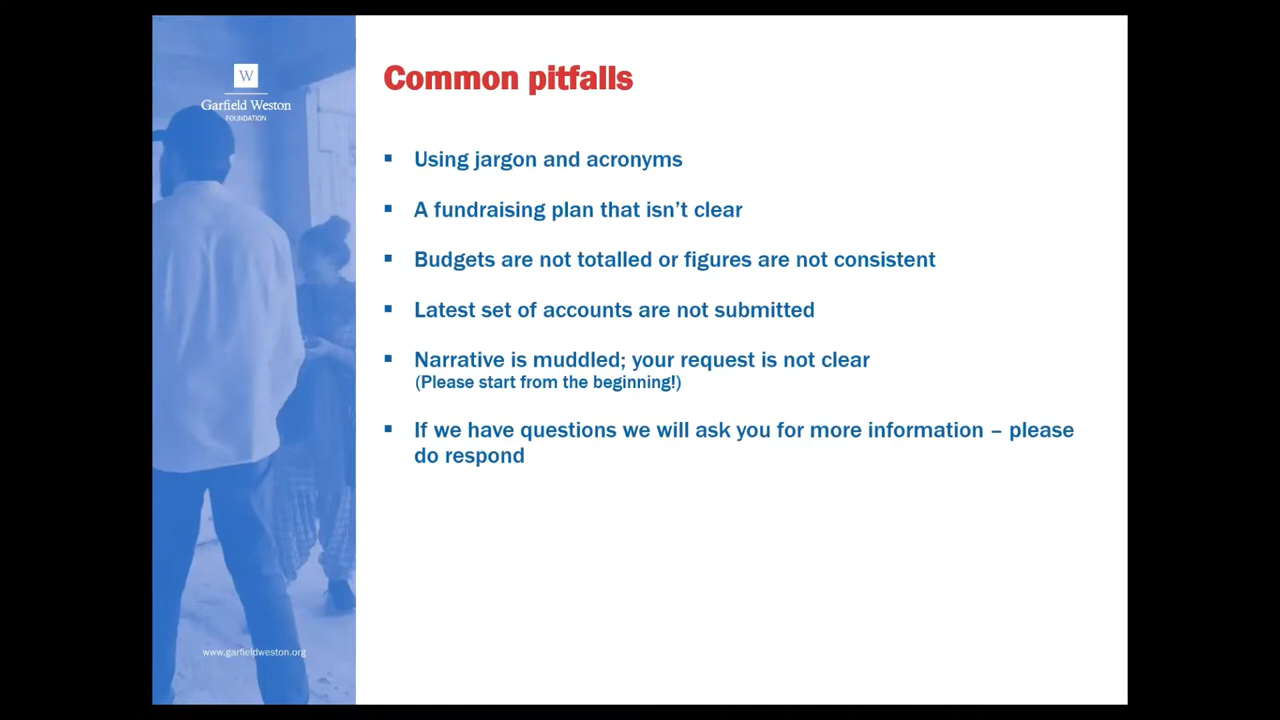 W
Garfield Weston
FOUNDATION
Common pitfalls
▪ Using jargon and acronyms
▪ A fundraising plan that isn’t clear
▪ Budgets are not totalled or figures are not consistent
▪ Latest set of accounts are not submitted
▪ Narrative is muddled; your request is not clear
(Please start from the beginning!)
▪ If we have questions we will ask you for more information – please
do respond
www.garfieldweston.org